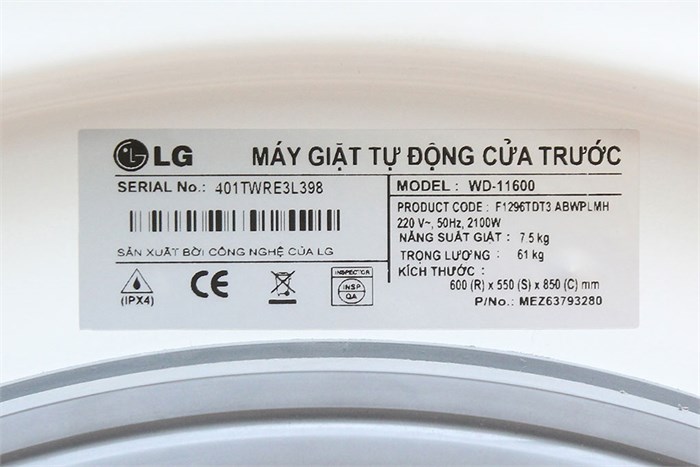 LG MÁY GIẶT TỰ ĐỘNG CỬA TRƯỚC
SERIAL No.: 401TWRE3L398
SẢN XUẤT BỞI CÔNG NGHỆ CỦA LG
(IPX4)
CE
INSPECTOR
INSP
QA
MODEL : WD-11600
PRODUCT CODE : F1296TDT3 ABWPLMH
220 V~, 50Hz, 2100W
NĂNG SUẤT GIẶT : 7.5 kg
TRỌNG LƯỢNG : 61 kg
KÍCH THƯỚC :
600 (R) x 550 (S) x 850 (C) mm
P/No.: MEZ63793280